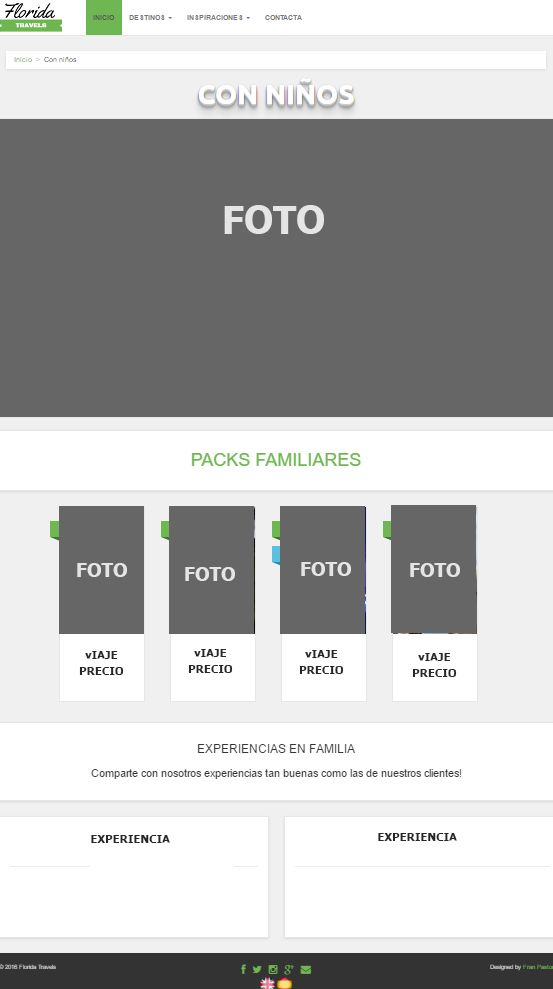 Florida
TRAVELS
INICIO DESTINOS INSPIRACIONES CONTACTA
Inicio > Con niños
CON NIÑOS
FOTO
PACKS FAMILIARES
FOTO FOTO FOTO FOTO
vIAJE vIAJE vIAJE vIAJE
PRECIO PRECIO PRECIO PRECIO
EXPERIENCIAS EN FAMILIA
Comparte con nosotros experiencias tan buenas como las de nuestros clientes!
EXPERIENCIA EXPERIENCIA
© 2016 Florida Travels Designed by Fran Pastor